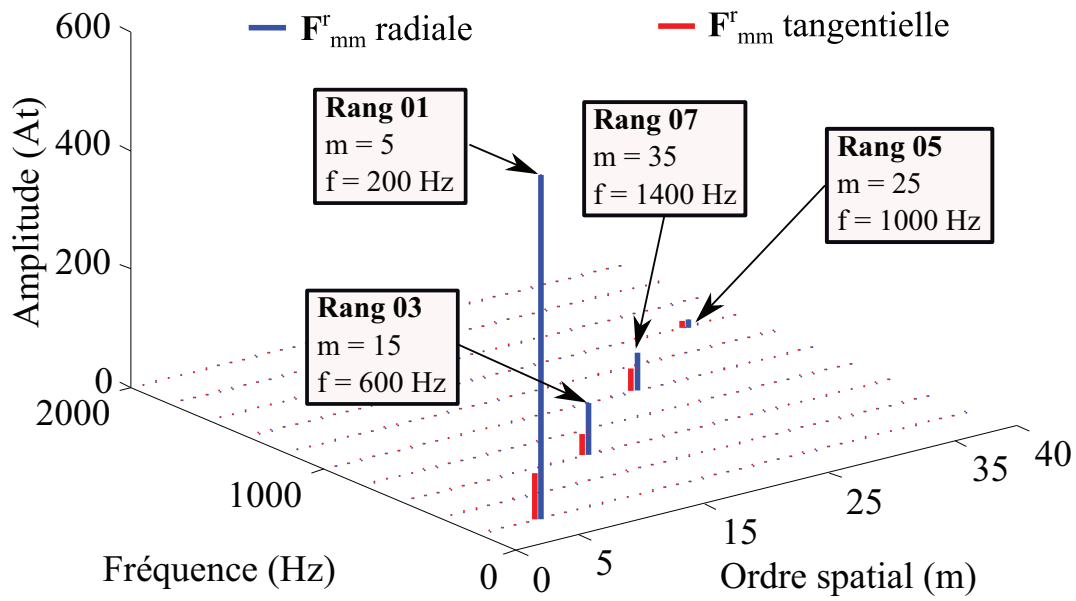 600
F^r_mm radiale
F^r_mm tangentielle
Rang 01
m = 5
f = 200 Hz
Rang 07
m = 35
f = 1400 Hz
Rang 05
m = 25
f = 1000 Hz
400
Amplitude (At)
200
Rang 03
m = 15
f = 600 Hz
0
2000
1000
0
Fréquence (Hz)
0
5
15
25
35
40
Ordre spatial (m)